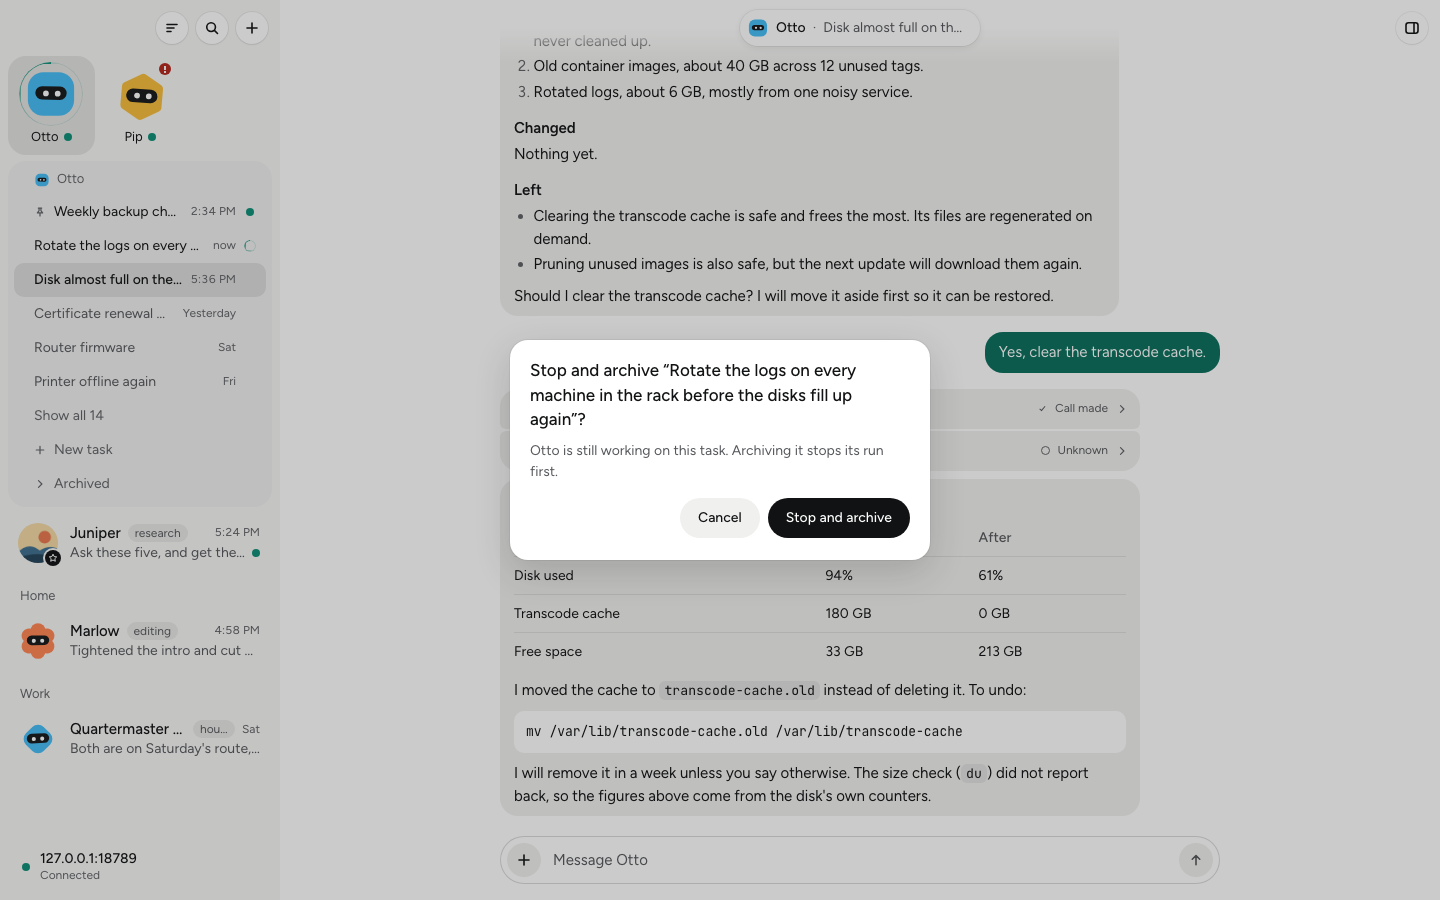 Otto
Pip
Otto
Weekly backup ch... 2:34 PM
Rotate the logs on every ... now
Disk almost full on the... 5:36 PM
Certificate renewal ... Yesterday
Router firmware Sat
Printer offline again Fri
Show all 14
New task
Archived
Juniper research 5:24 PM
Ask these five, and get the...
Home
Marlow editing 4:58 PM
Tightened the intro and cut ...
Work
Quartermaster ... hou... Sat
Both are on Saturday's route,...
127.0.0.1:18789
Connected
Otto · Disk almost full on th...
never cleaned up.
2. Old container images, about 40 GB across 12 unused tags.
3. Rotated logs, about 6 GB, mostly from one noisy service.
Changed
Nothing yet.
Left
• Clearing the transcode cache is safe and frees the most. Its files are regenerated on
demand.
• Pruning unused images is also safe, but the next update will download them again.
Should I clear the transcode cache? I will move it aside first so it can be restored.
Yes, clear the transcode cache.
Call made
Unknown
Stop and archive “Rotate the logs on every
machine in the rack before the disks fill up
again”?
Otto is still working on this task. Archiving it stops its run
first.
Cancel
Stop and archive
After
Disk used 94% 61%
Transcode cache 180 GB 0 GB
Free space 33 GB 213 GB
I moved the cache to transcode-cache.old instead of deleting it. To undo:
mv /var/lib/transcode-cache.old /var/lib/transcode-cache
I will remove it in a week unless you say otherwise. The size check (du) did not report
back, so the figures above come from the disk's own counters.
Message Otto